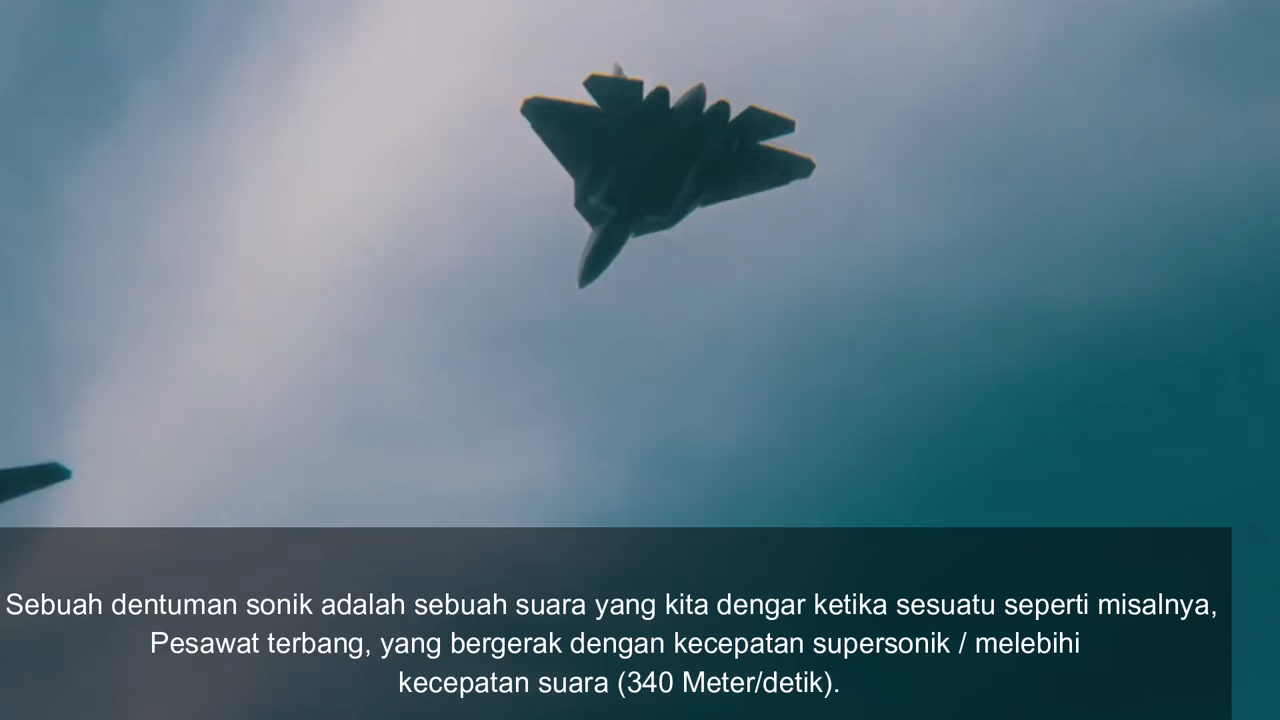 Sebuah dentuman sonik adalah sebuah suara yang kita dengar ketika sesuatu seperti misalnya,
Pesawat terbang, yang bergerak dengan kecepatan supersonik / melebihi
kecepatan suara (340 Meter/detik).